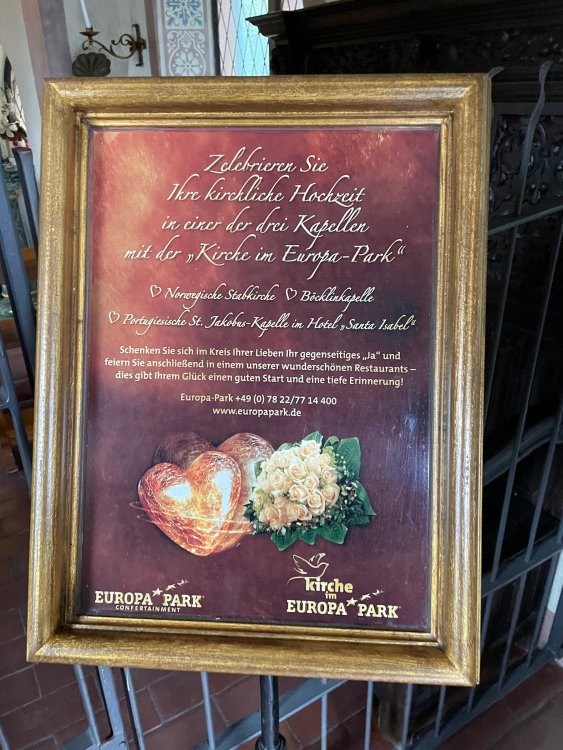 Zelebrieren Sie
Ihre kirchliche Hochzeit
in einer der drei Kapellen
mit der „Kirche im Europa-Park“
♡ Norwegische Stabkirche ♡ Böcklinkapelle
♡ Portugiesische St. Jakobus-Kapelle im Hotel „Santa Isabel“
Schenken Sie sich im Kreis Ihrer Lieben Ihr gegenseitiges „Ja“ und
feiern Sie anschließend in einem unserer wunderschönen Restaurants –
dies gibt Ihrem Glück einen guten Start und eine tiefe Erinnerung!
Europa-Park +49 (0) 78 22/77 14 400
www.europapark.de
EUROPA PARK®
CONFERTAINMENT
kirche
im
EUROPA PARK®